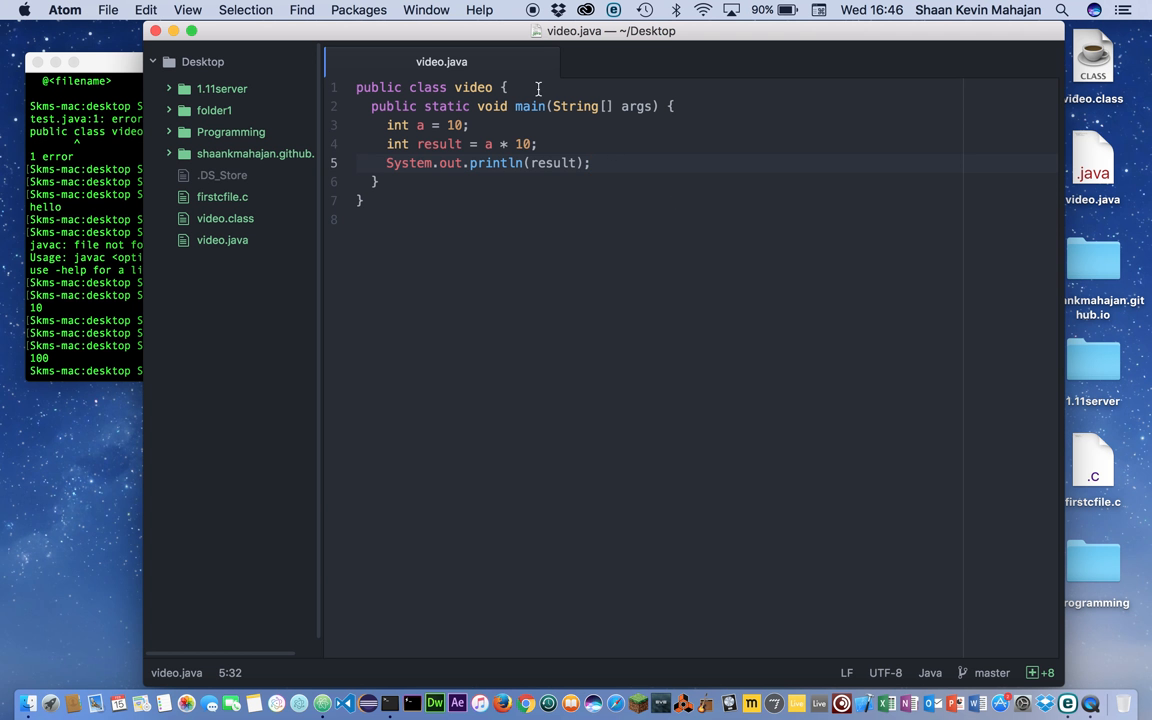 Atom File Edit View Selection Find Packages Window Help 90% Wed 16:46 Shaan Kevin Mahajan
video.java — ~/Desktop
Desktop
1.11server
folder1
Programming
shaankmahajan.github.
.DS_Store
firstcfile.c
video.class
video.java
video.java
1 public class video {
2 public static void main(String[] args) {
3 int a = 10;
4 int result = a * 10;
5 System.out.println(result);
6 }
7 }
8
@<filename>
Skms-mac:desktop S
test.java:1: error
public class video
^
1 error
[Skms-mac:desktop S
[Skms-mac:desktop S
[Skms-mac:desktop S
hello
[Skms-mac:desktop S
[Skms-mac:desktop S
javac: file not fo
Usage: javac <opti
use -help for a li
[Skms-mac:desktop S
[Skms-mac:desktop S
10
[Skms-mac:desktop S
[Skms-mac:desktop S
[Skms-mac:desktop S
100
Skms-mac:desktop S
CLASS
video.class
.java
video.java
ankmahajan.git
hub.io
1.11server
.c
firstcfile.c
rogramming
video.java 5:32 LF UTF-8 Java master +8
15 Dw Ae Live Live